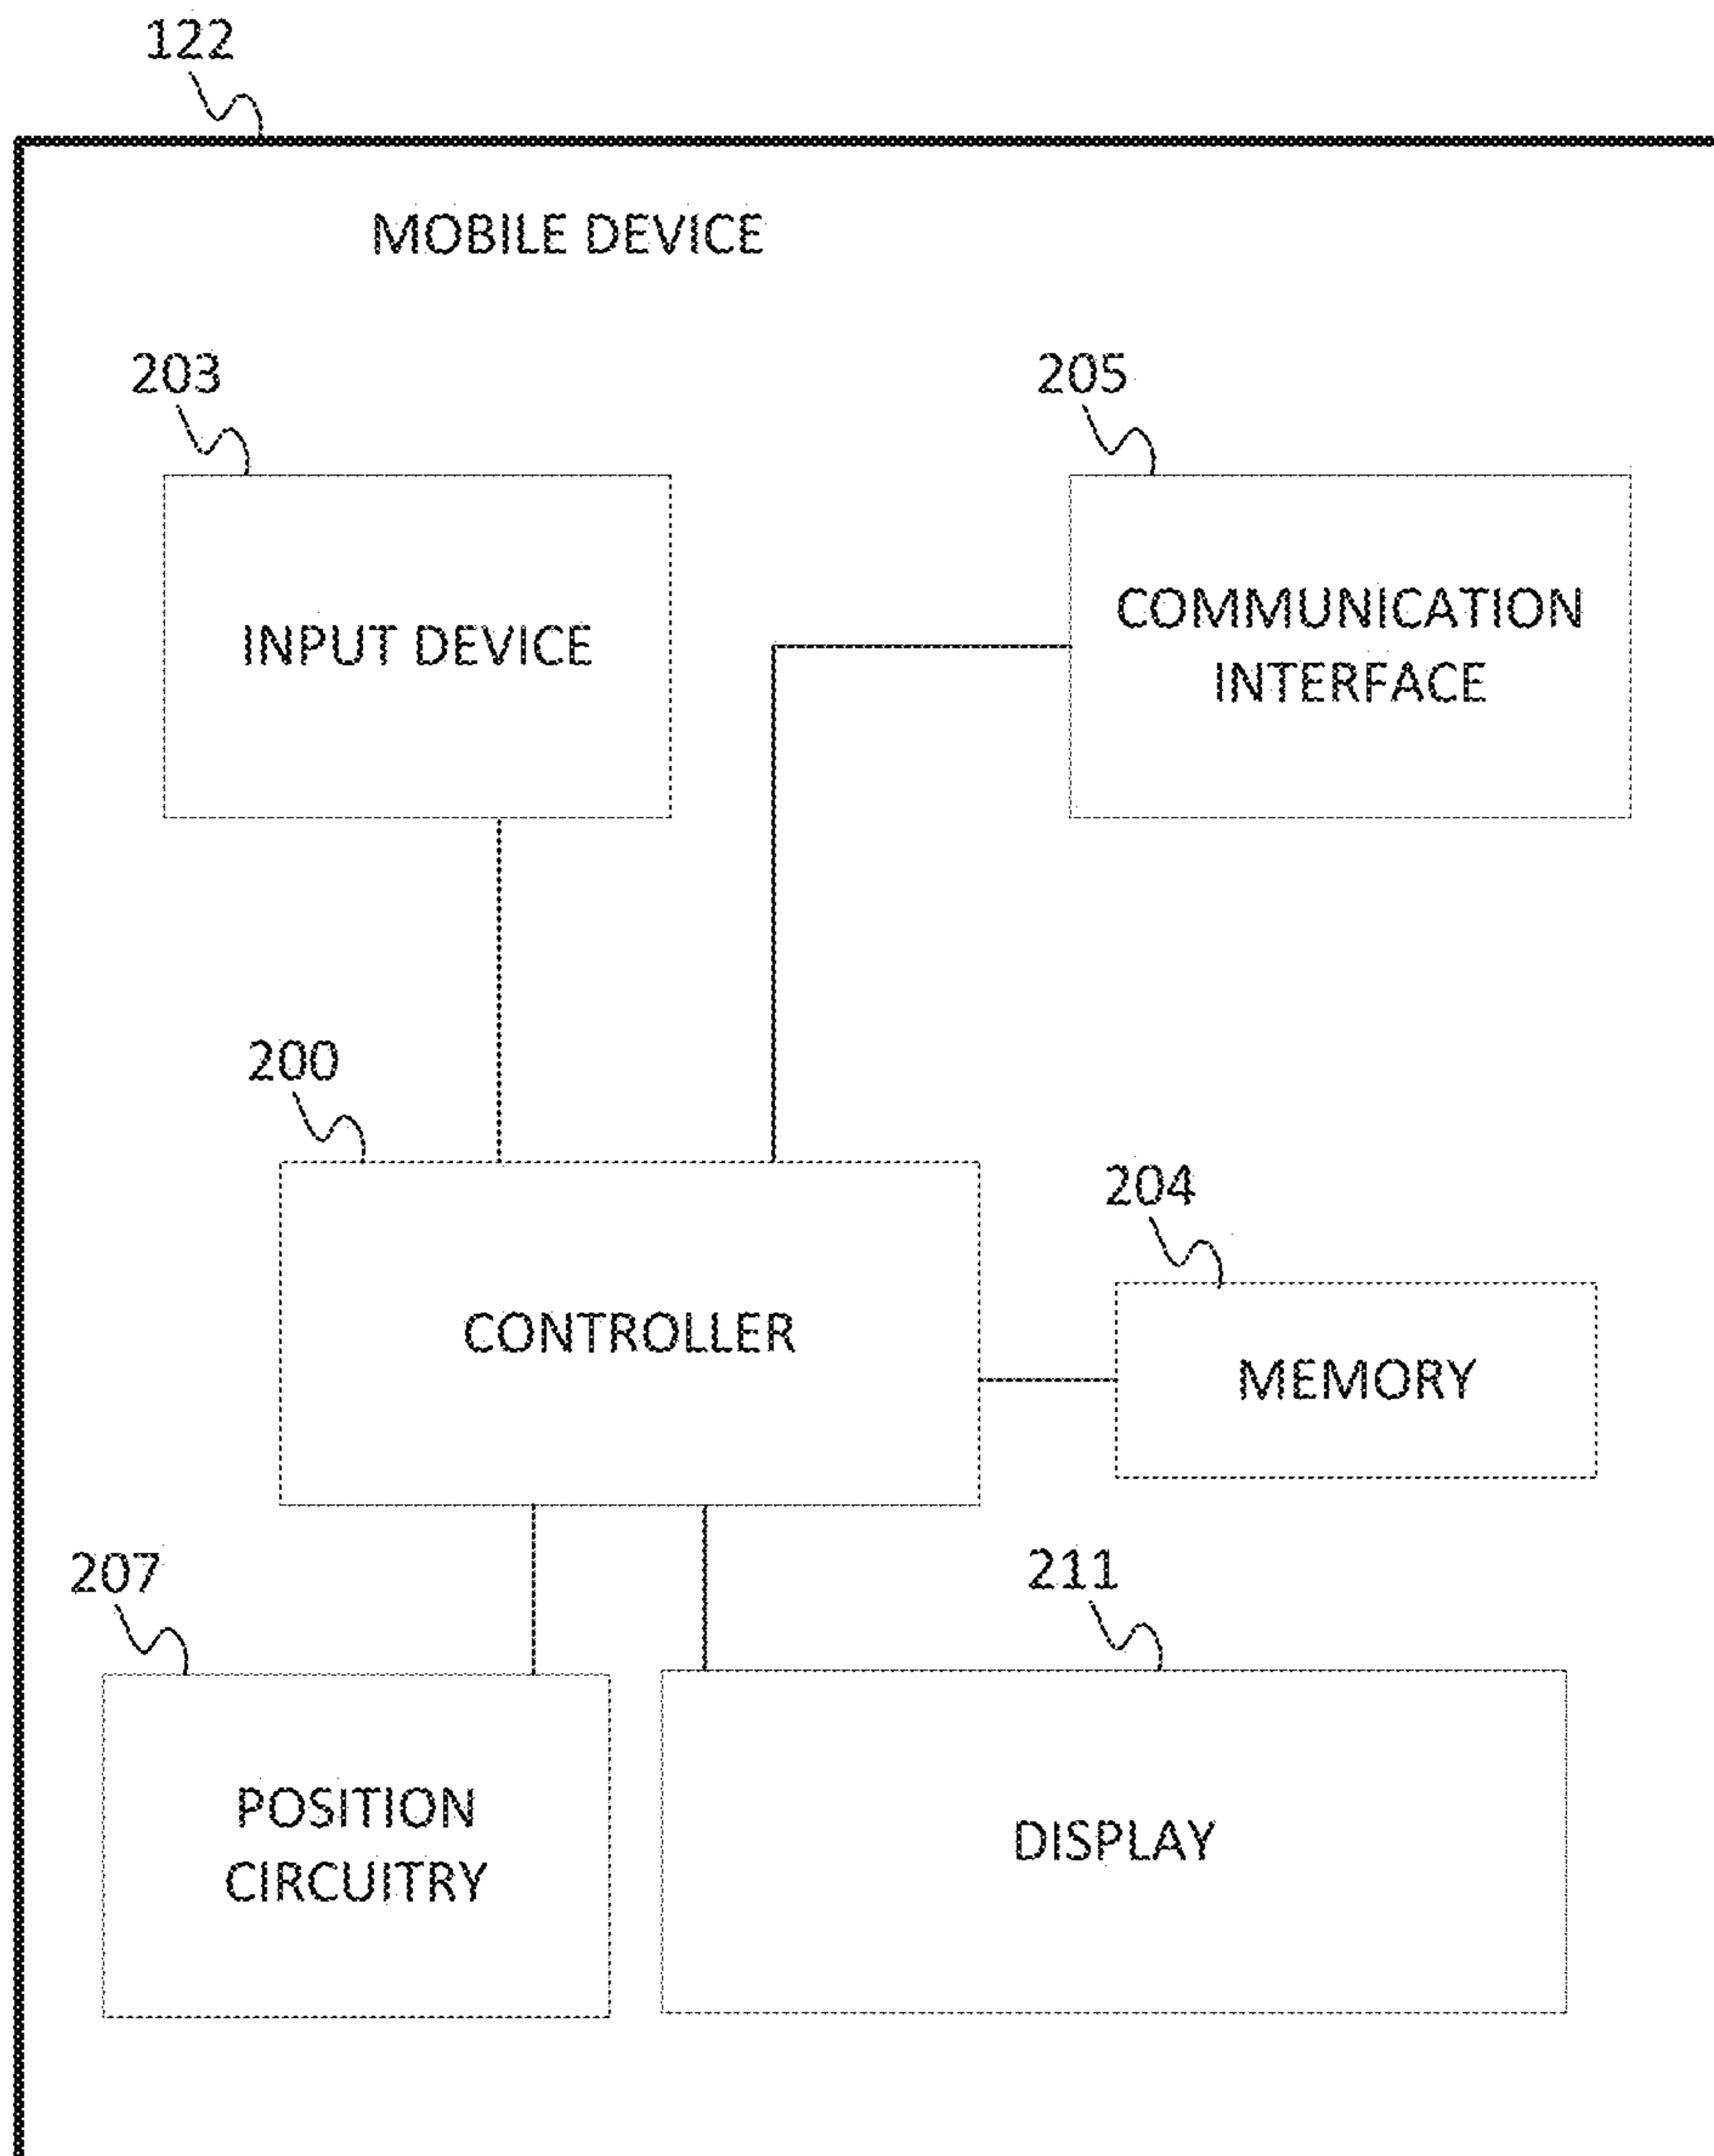 122
MOBILE DEVICE
203
205
INPUT DEVICE
COMMUNICATION
INTERFACE
200
204
CONTROLLER
MEMORY
207
211
POSITION
CIRCUITRY
DISPLAY